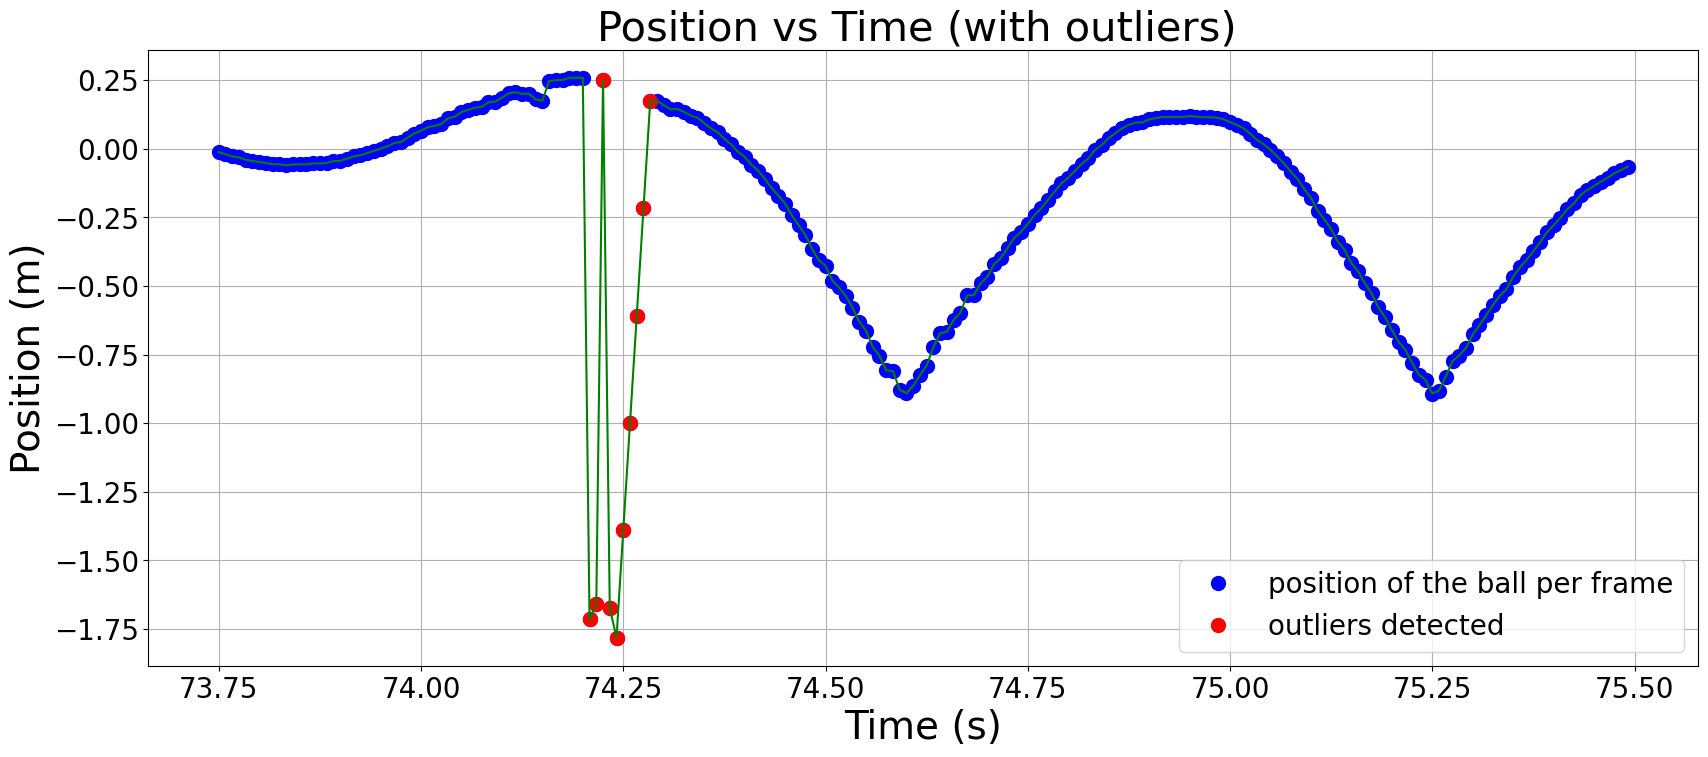 Position vs Time (with outliers)
Position (m)
0.25
0.00
−0.25
−0.50
−0.75
−1.00
−1.25
−1.50
−1.75
position of the ball per frame
outliers detected
73.75 74.00 74.25 74.50 74.75 75.00 75.25 75.50
Time (s)